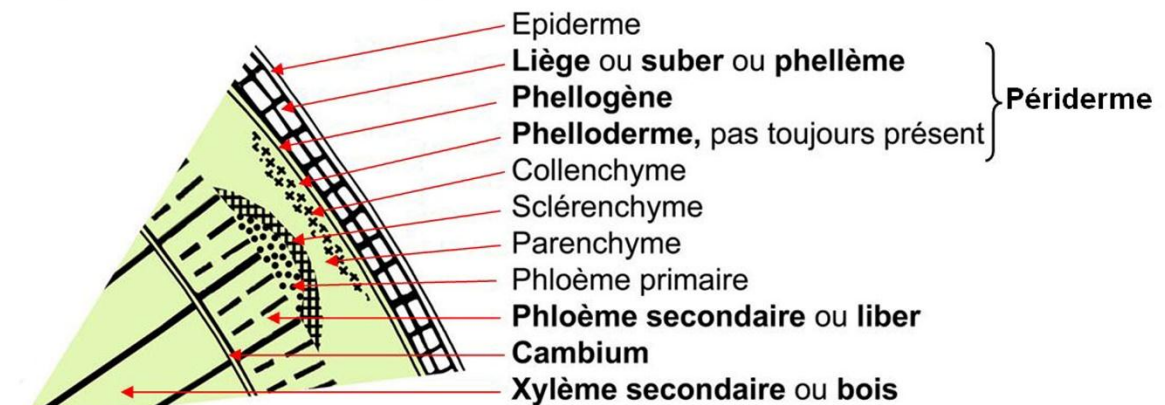 Epiderme
Liège ou suber ou phellème
Phellogène
Périderme
Phelloderme, pas toujours présent
Collenchyme
Sclérenchyme
Parenchyme
Phloème primaire
Phloème secondaire ou liber
Cambium
Xylème secondaire ou bois